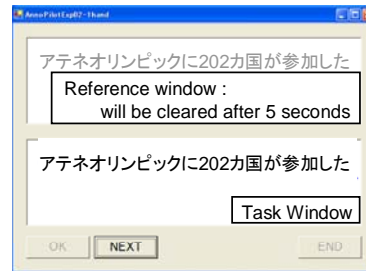 AnnoPilotExp02 - 1hand
アテネオリンピックに202カ国が参加した
Reference window :
will be cleared after 5 seconds
アテネオリンピックに202カ国が参加した
Task Window
OK
NEXT
END